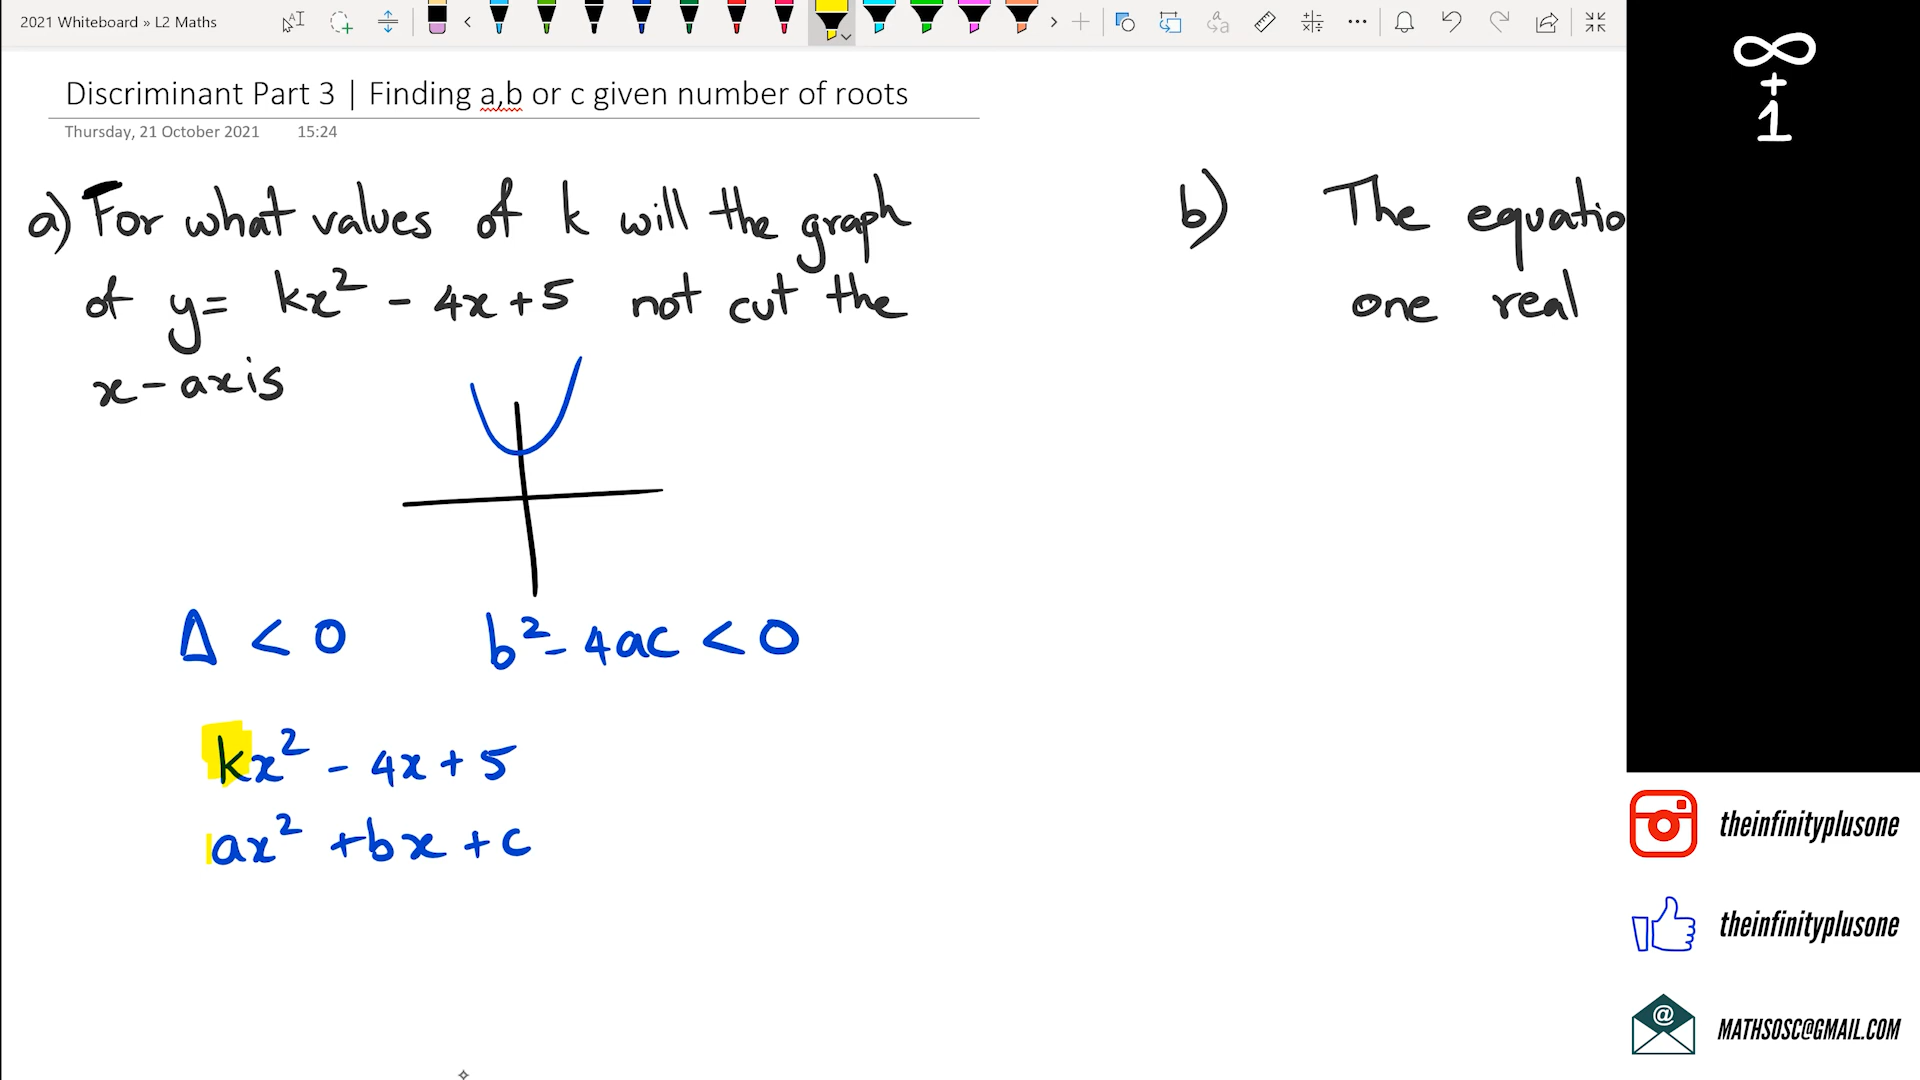 2021 Whiteboard » L2 Maths
Discriminant Part 3 | Finding a,b or c given number of roots
Thursday, 21 October 2021 15:24
a) For what values of k will the graph
of y= kx² - 4x+5 not cut the
x-axis
Δ < 0 b²-4ac < 0
kx² - 4x + 5
ax² +bx +c
b) The equatio
one real
∞
+
1
theinfinityplusone
theinfinityplusone
@
MATHSOSC@GMAIL.COM